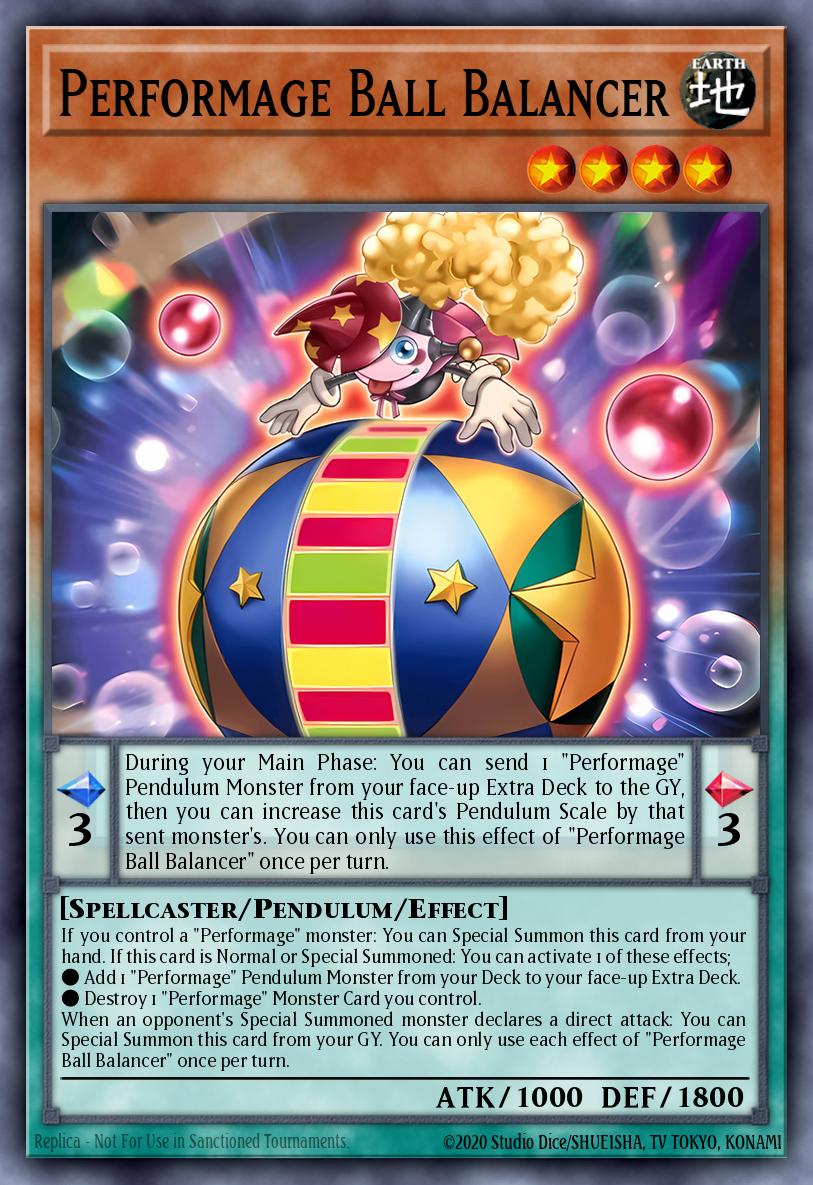 Performage Ball Balancer
EARTH
地
During your Main Phase: You can send 1 "Performage"
Pendulum Monster from your face-up Extra Deck to the GY,
then you can increase this card's Pendulum Scale by that
sent monster's. You can only use this effect of "Performage
Ball Balancer" once per turn.
3
3
[Spellcaster/Pendulum/Effect]
If you control a "Performage" monster: You can Special Summon this card from your
hand. If this card is Normal or Special Summoned: You can activate 1 of these effects;
● Add 1 "Performage" Pendulum Monster from your Deck to your face-up Extra Deck.
● Destroy 1 "Performage" Monster Card you control.
When an opponent's Special Summoned monster declares a direct attack: You can
Special Summon this card from your GY. You can only use each effect of "Performage
Ball Balancer" once per turn.
ATK/1000 DEF/1800
Replica - Not For Use in Sanctioned Tournaments.
©2020 Studio Dice/SHUEISHA, TV TOKYO, KONAMI